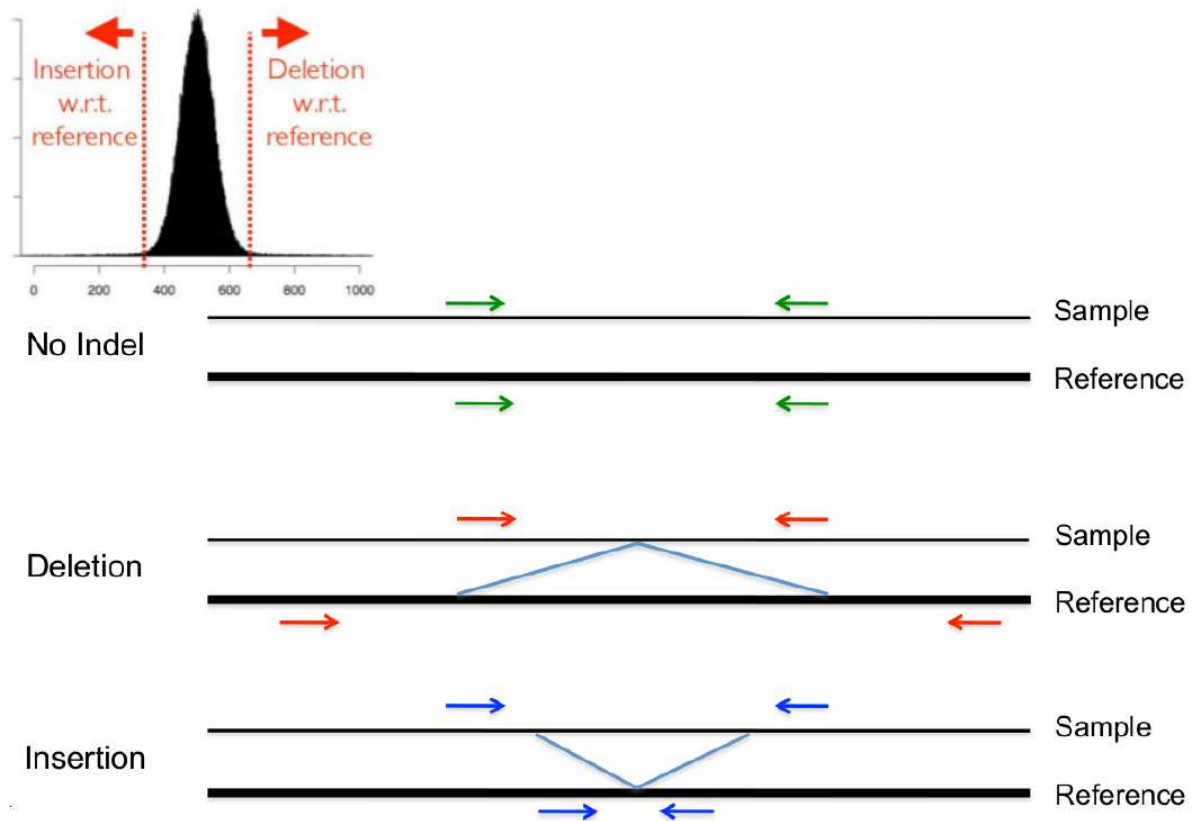 Insertion
w.r.t.
reference
Deletion
w.r.t.
reference
0 200 400 600 800 1000
No Indel
Sample
Reference
Deletion
Sample
Reference
Insertion
Sample
Reference